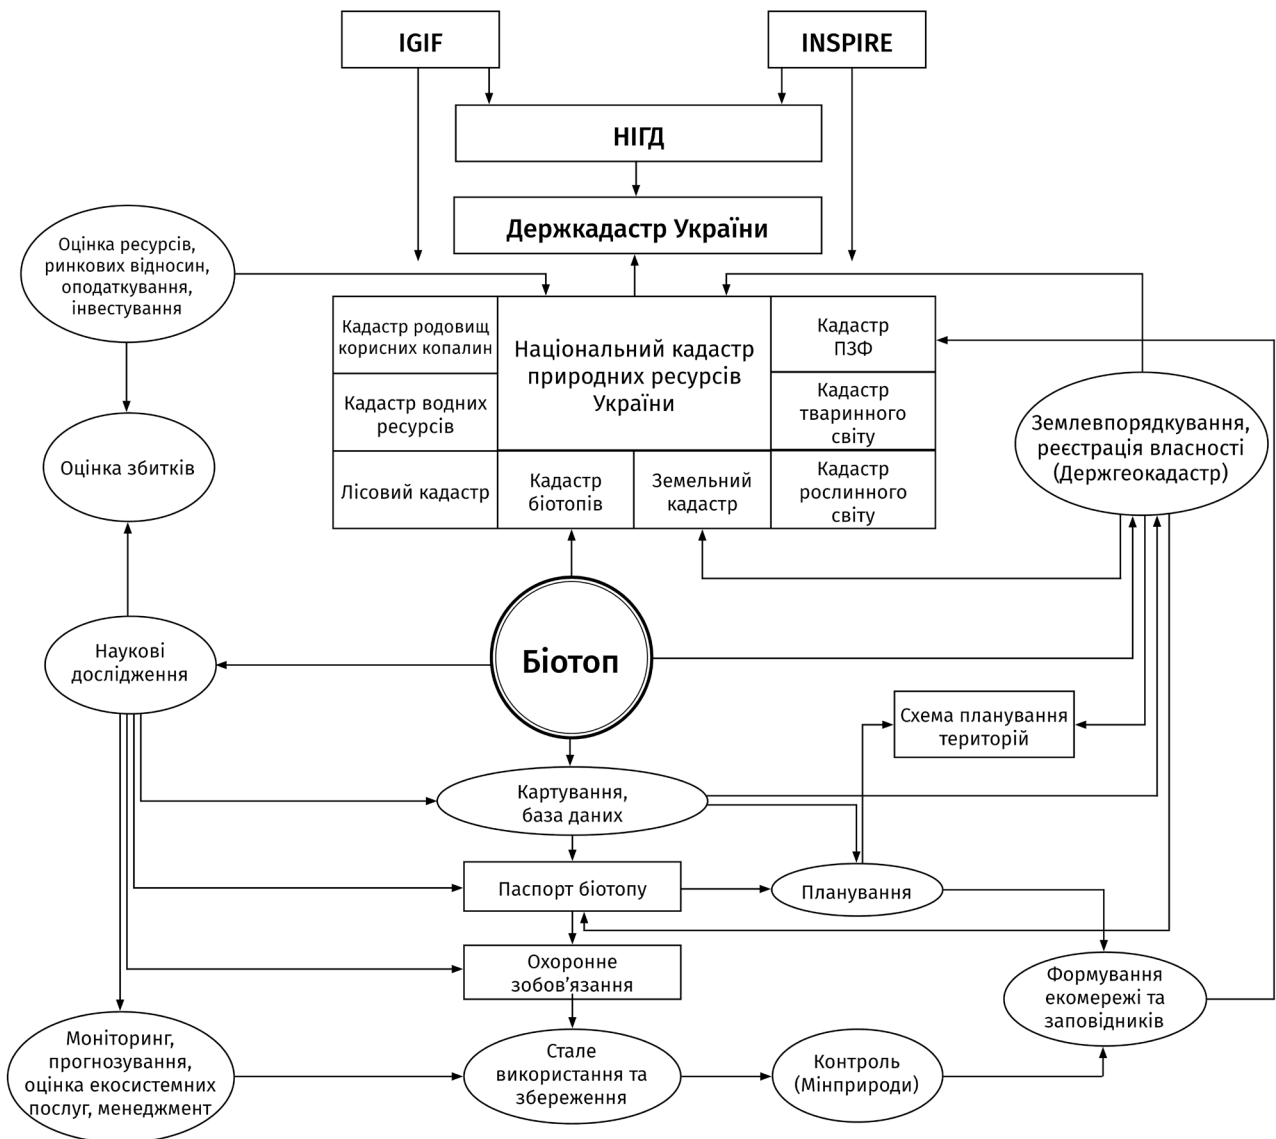 IGIF
INSPIRE
НІГД
Держкадастр України
Оцінка ресурсів,
ринкових відносин,
оподаткування,
інвестування
Кадастр родовищ
корисних копалин
Національний кадастр
природних ресурсів
України
Кадастр
ПЗФ
Кадастр водних
ресурсів
Кадастр
тваринного
світу
Лісовий кадастр
Кадастр
біотопів
Земельний
кадастр
Кадастр
рослинного
світу
Землевпорядкування,
реєстрація власності
(Держгеокадастр)
Оцінка збитків
Наукові
дослідження
Біотоп
Схема планування
територій
Картування,
база даних
Паспорт біотопу
Планування
Охоронне
зобов'язання
Формування
екомережі та
заповідників
Моніторинг,
прогнозування,
оцінка екосистемних
послуг, менеджмент
Стале
використання та
збереження
Контроль
(Мінприроди)